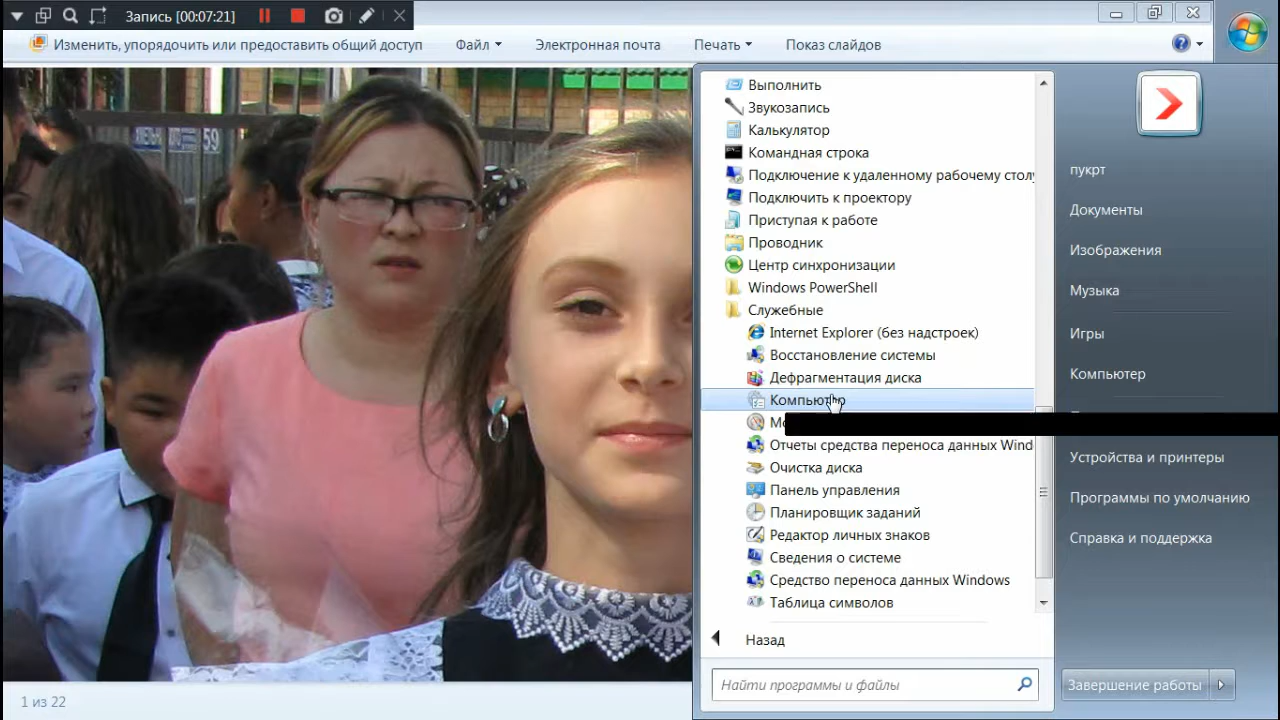 Запись [00:07:21]
Изменить, упорядочить или предоставить общий доступ
Файл
Электронная почта
Печать
Показ слайдов
59
Выполнить
Звукозапись
Калькулятор
Командная строка
Подключение к удаленному рабочему столу
Подключить к проектору
Приступая к работе
Проводник
Центр синхронизации
Windows PowerShell
Служебные
Internet Explorer (без надстроек)
Восстановление системы
Дефрагментация диска
Компьютер
Отчеты средства переноса данных Wind
Очистка диска
Панель управления
Планировщик заданий
Редактор личных знаков
Сведения о системе
Средство переноса данных Windows
Таблица символов
Назад
Найти программы и файлы
пукрт
Документы
Изображения
Музыка
Игры
Компьютер
Устройства и принтеры
Программы по умолчанию
Справка и поддержка
Завершение работы
1 из 22